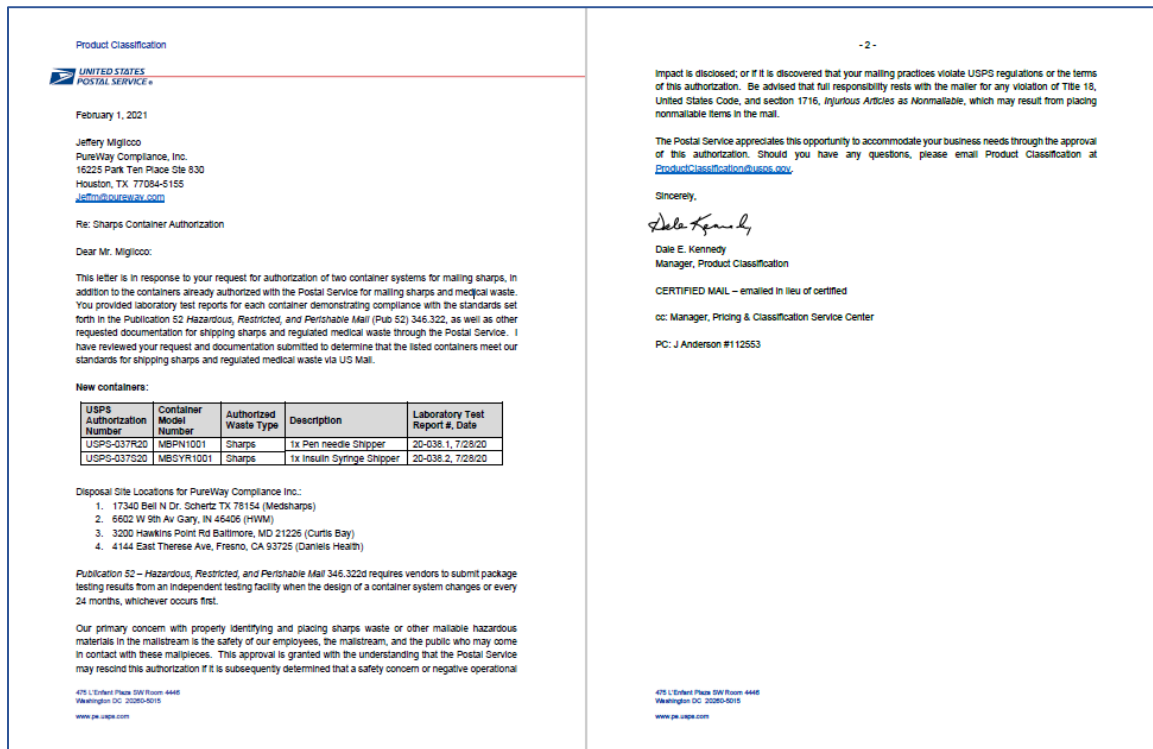 Product Classification
UNITED STATES
POSTAL SERVICE ®
February 1, 2021
Jeffery Miglicco
PureWay Compliance, Inc.
16225 Park Ten Place Ste 830
Houston, TX 77084-5155
Jeffm@pureway.com
Re: Sharps Container Authorization
Dear Mr. Miglicco:
This letter is in response to your request for authorization of two container systems for mailing sharps, in
addition to the containers already authorized with the Postal Service for mailing sharps and medical waste.
You provided laboratory test reports for each container demonstrating compliance with the standards set
forth in the Publication 52 Hazardous, Restricted, and Perishable Mail (Pub 52) 346.322, as well as other
requested documentation for shipping sharps and regulated medical waste through the Postal Service. I
have reviewed your request and documentation submitted to determine that the listed containers meet our
standards for shipping sharps and regulated medical waste via US Mail.
New containers:
USPS Authorization Number Container Model Number Authorized Waste Type Description Laboratory Test Report #, Date
USPS-037R20 MBPN1001 Sharps 1x Pen needle Shipper 20-038.1, 7/28/20
USPS-037S20 MBSYR1001 Sharps 1x Insulin Syringe Shipper 20-038.2, 7/28/20
Disposal Site Locations for PureWay Compliance Inc.:
1. 17340 Bell N Dr. Schertz TX 78154 (Medsharps)
2. 6602 W 9th Av Gary, IN 46406 (HWM)
3. 3200 Hawkins Point Rd Baltimore, MD 21226 (Curtis Bay)
4. 4144 East Therese Ave, Fresno, CA 93725 (Daniels Health)
Publication 52 – Hazardous, Restricted, and Perishable Mail 346.322d requires vendors to submit package
testing results from an independent testing facility when the design of a container system changes or every
24 months, whichever occurs first.
Our primary concern with properly identifying and placing sharps waste or other mailable hazardous
materials in the mailstream is the safety of our employees, the mailstream, and the public who may come
in contact with these mailpieces. This approval is granted with the understanding that the Postal Service
may rescind this authorization if it is subsequently determined that a safety concern or negative operational
475 L'Enfant Plaza SW Room 4446
Washington DC 20260-5015
www.pe.usps.com
- 2 -
impact is disclosed; or if it is discovered that your mailing practices violate USPS regulations or the terms
of this authorization. Be advised that full responsibility rests with the mailer for any violation of Title 18,
United States Code, and section 1716, Injurious Articles as Nonmailable, which may result from placing
nonmailable items in the mail.
The Postal Service appreciates this opportunity to accommodate your business needs through the approval
of this authorization. Should you have any questions, please email Product Classification at
ProductClassification@usps.gov.
Sincerely,
Dale Kennedy
Dale E. Kennedy
Manager, Product Classification
CERTIFIED MAIL – emailed in lieu of certified
cc: Manager, Pricing & Classification Service Center
PC: J Anderson #112553
475 L'Enfant Plaza SW Room 4446
Washington DC 20260-5015
www.pe.usps.com